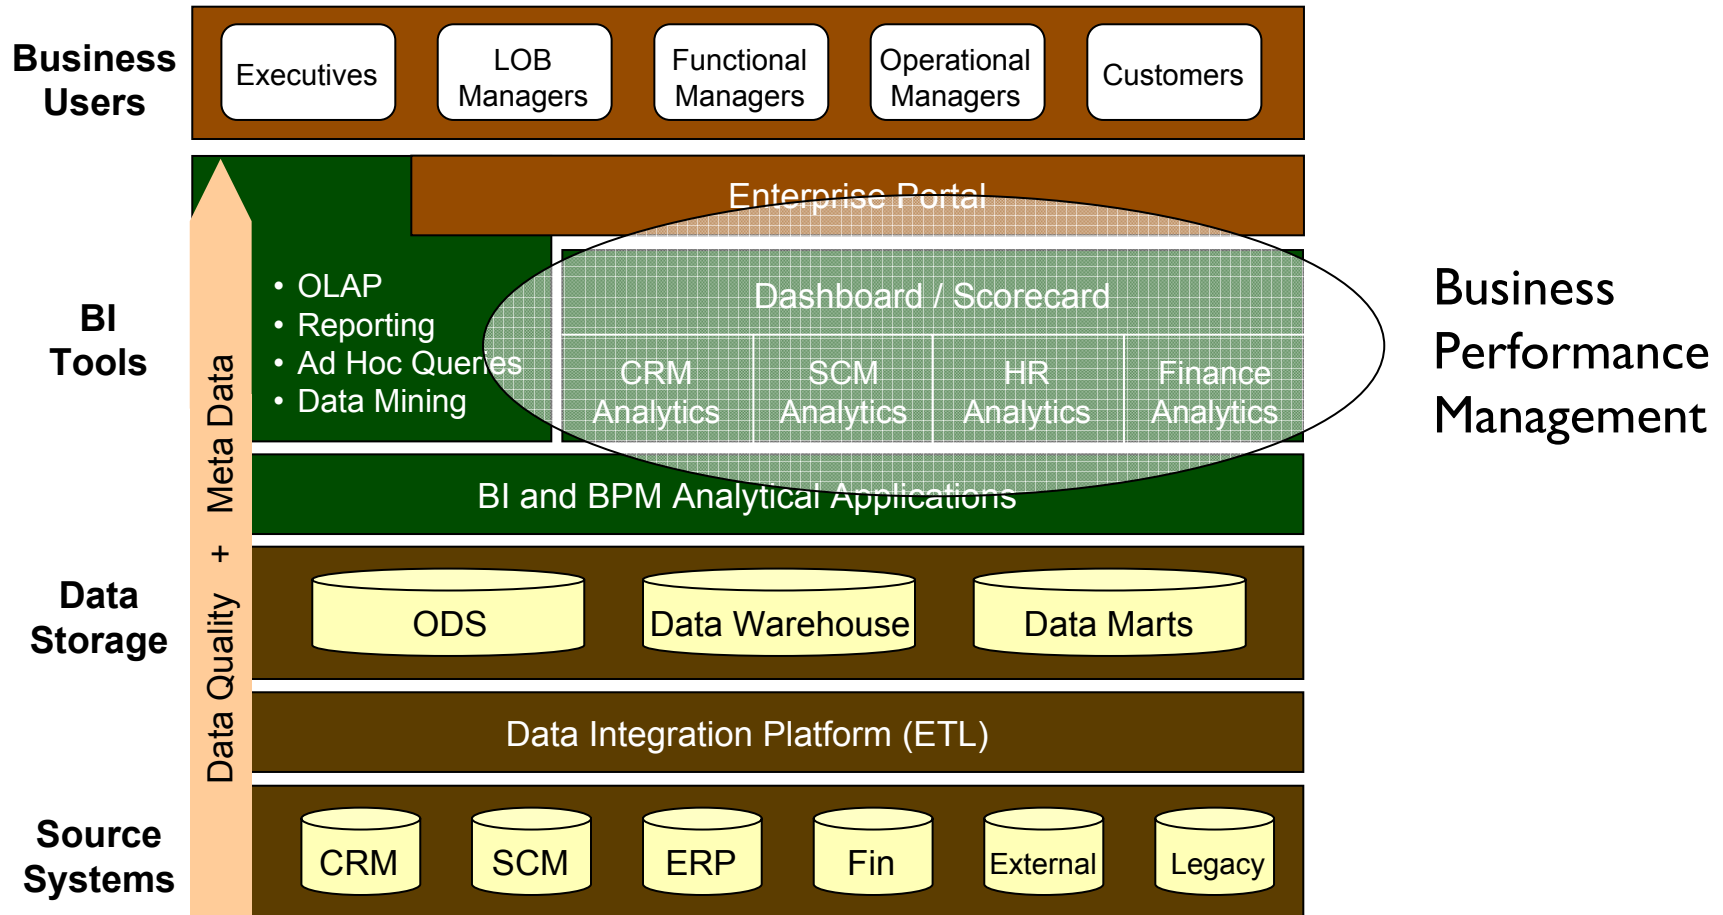 Business
Users
Executives
LOB
Managers
Functional
Managers
Operational
Managers
Customers
Enterprise Portal
BI
Tools
• OLAP
• Reporting
• Ad Hoc Queries
• Data Mining
Dashboard / Scorecard
CRM
Analytics
SCM
Analytics
HR
Analytics
Finance
Analytics
Business
Performance
Management
BI and BPM Analytical Applications
Data Quality + Meta Data
Data
Storage
ODS
Data Warehouse
Data Marts
Data Integration Platform (ETL)
Source
Systems
CRM
SCM
ERP
Fin
External
Legacy